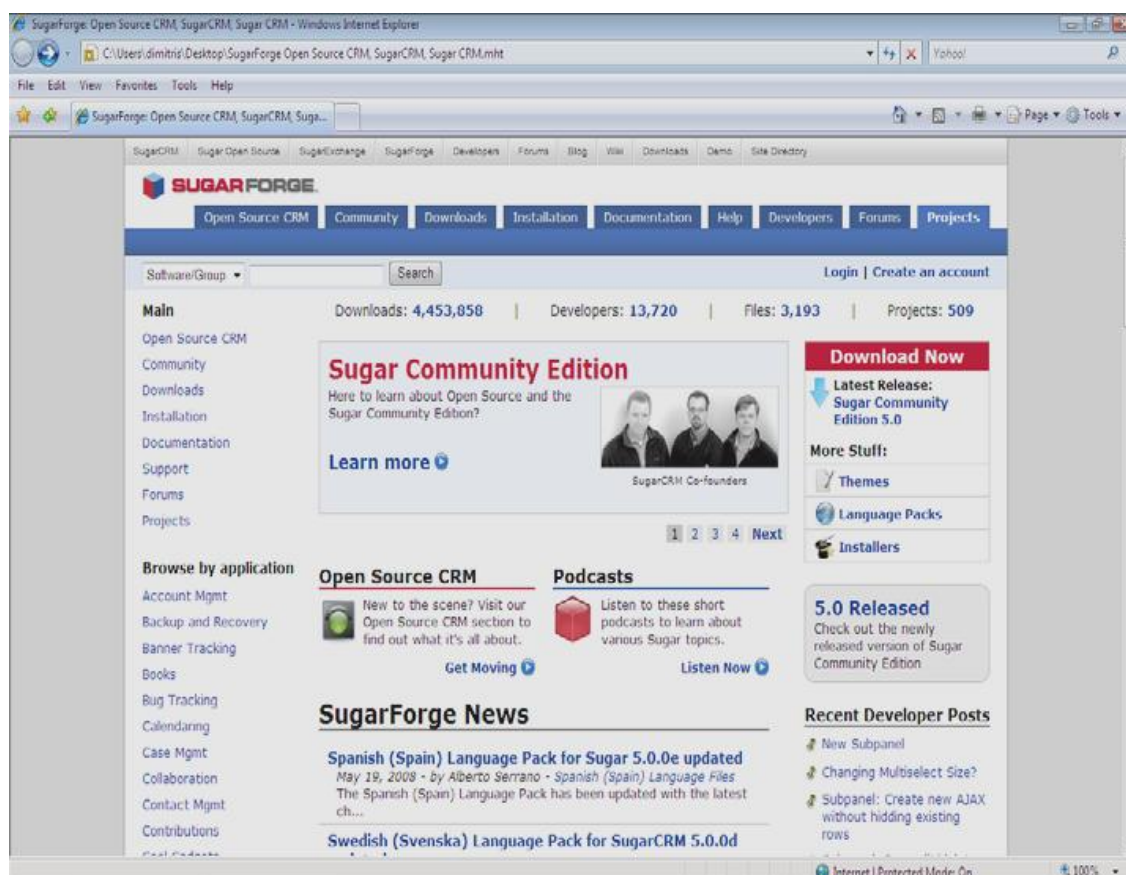 SugarForge: Open Source CRM, SugarCRM, Sugar CRM - Windows Internet Explorer
C:\Users\dimitris\Desktop\SugarForge Open Source CRM, SugarCRM, Sugar CRM.mht
Yahoo!
File Edit View Favorites Tools Help
SugarForge: Open Source CRM, SugarCRM, Suga...
Page Tools
SugarCRM Sugar Open Source SugarExchange SugarForge Developers Forums Blog Wiki Downloads Demo Site Directory
SUGARFORGE.
Open Source CRM Community Downloads Installation Documentation Help Developers Forums Projects
Software/Group Search Login | Create an account
Main
Open Source CRM
Community
Downloads
Installation
Documentation
Support
Forums
Projects
Browse by application
Account Mgmt
Backup and Recovery
Banner Tracking
Books
Bug Tracking
Calendaring
Case Mgmt
Collaboration
Contact Mgmt
Contributions
Downloads: 4,453,858 | Developers: 13,720 | Files: 3,193 | Projects: 509
Sugar Community Edition
Here to learn about Open Source and the
Sugar Community Edition?
Learn more
SugarCRM Co-founders
1 2 3 4 Next
Open Source CRM
New to the scene? Visit our
Open Source CRM section to
find out what it's all about.
Get Moving
Podcasts
Listen to these short
podcasts to learn about
various Sugar topics.
Listen Now
SugarForge News
Spanish (Spain) Language Pack for Sugar 5.0.0e updated
May 19, 2008 - by Alberto Serrano - Spanish (Spain) Language Files
The Spanish (Spain) Language Pack has been updated with the latest
ch...
Swedish (Svenska) Language Pack for SugarCRM 5.0.0d
Download Now
Latest Release:
Sugar Community
Edition 5.0
More Stuff:
Themes
Language Packs
Installers
5.0 Released
Check out the newly
released version of Sugar
Community Edition
Recent Developer Posts
New Subpanel
Changing Multiselect Size?
Subpanel: Create new AJAX
without hidding existing
rows
Internet | Protected Mode: On
100%